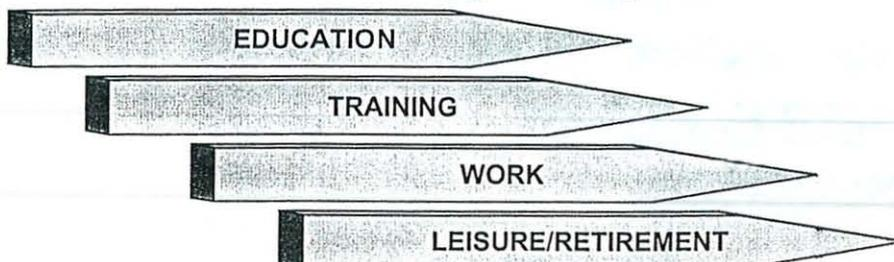 EDUCATION
TRAINING
WORK
LEISURE/RETIREMENT